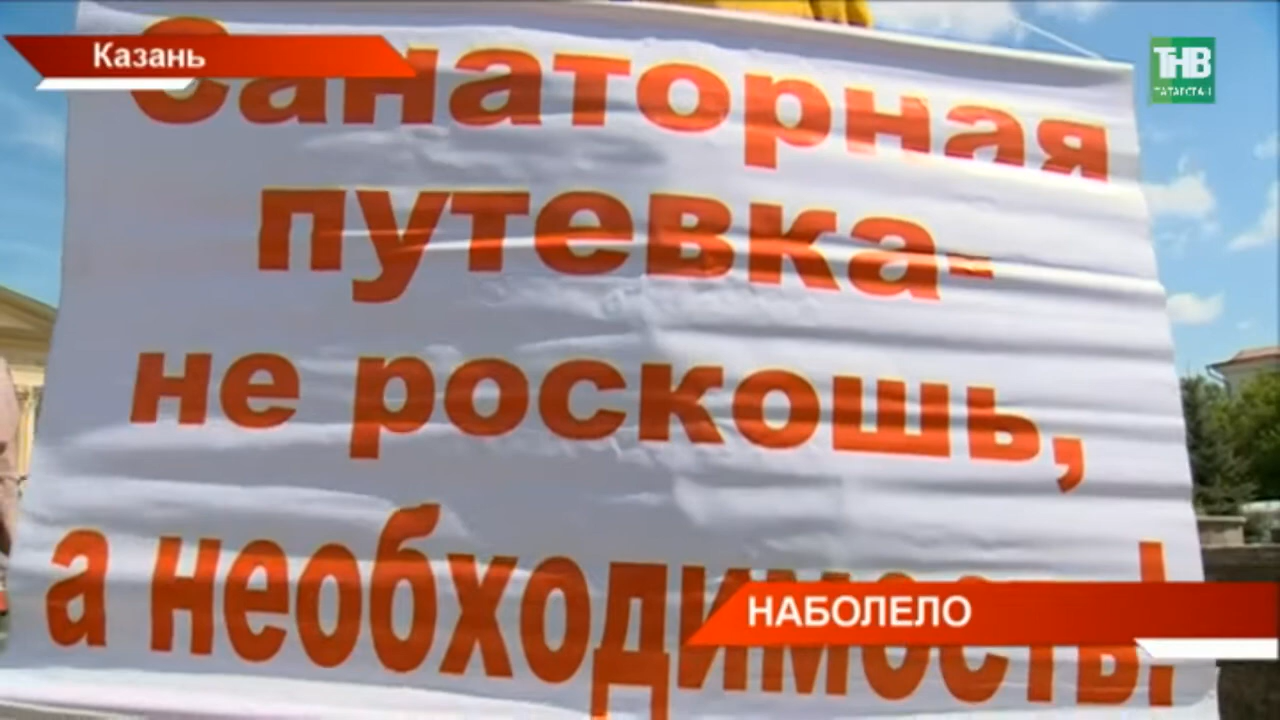 Казань
ТНВ
ТАТАРСТАН
Санаторная
путевка-
не роскошь,
а необходимость!
НАБОЛЕЛО